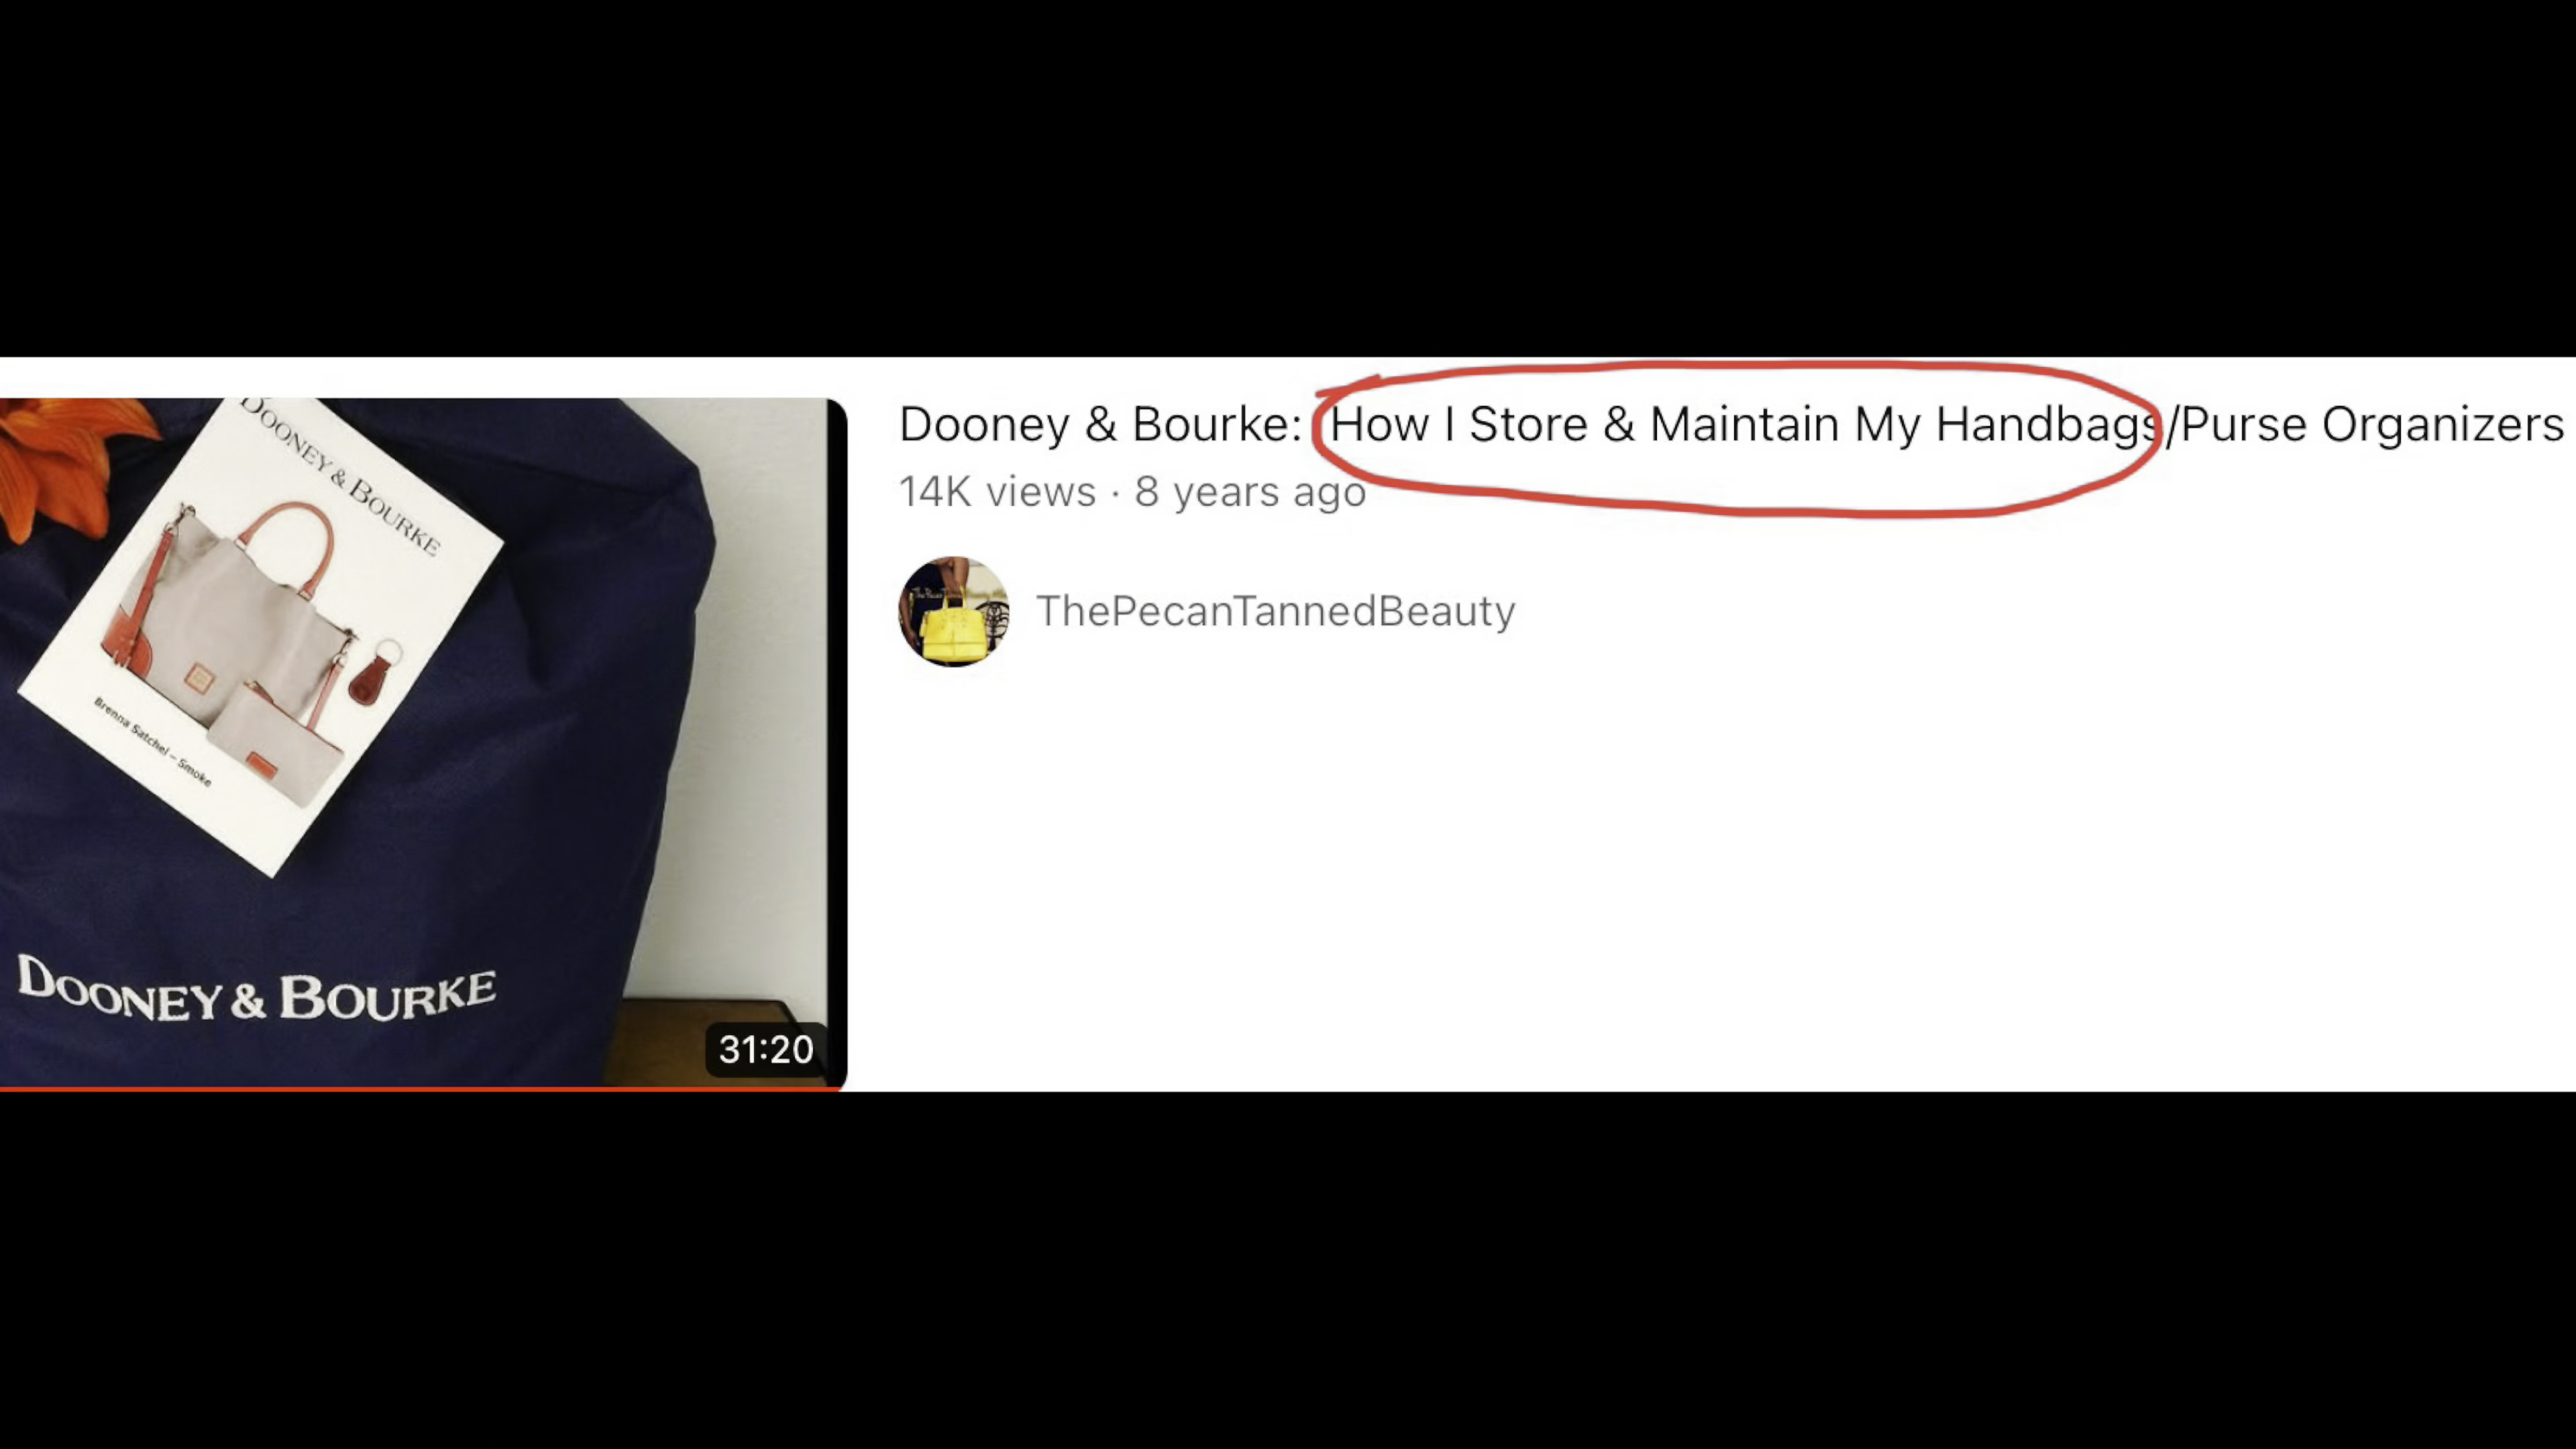 DOONEY & BOURKE
Brenna Satchel – Smoke
DOONEY & BOURKE
31:20
Dooney & Bourke: How I Store & Maintain My Handbags/Purse Organizers
14K views · 8 years ago
ThePecanTannedBeauty